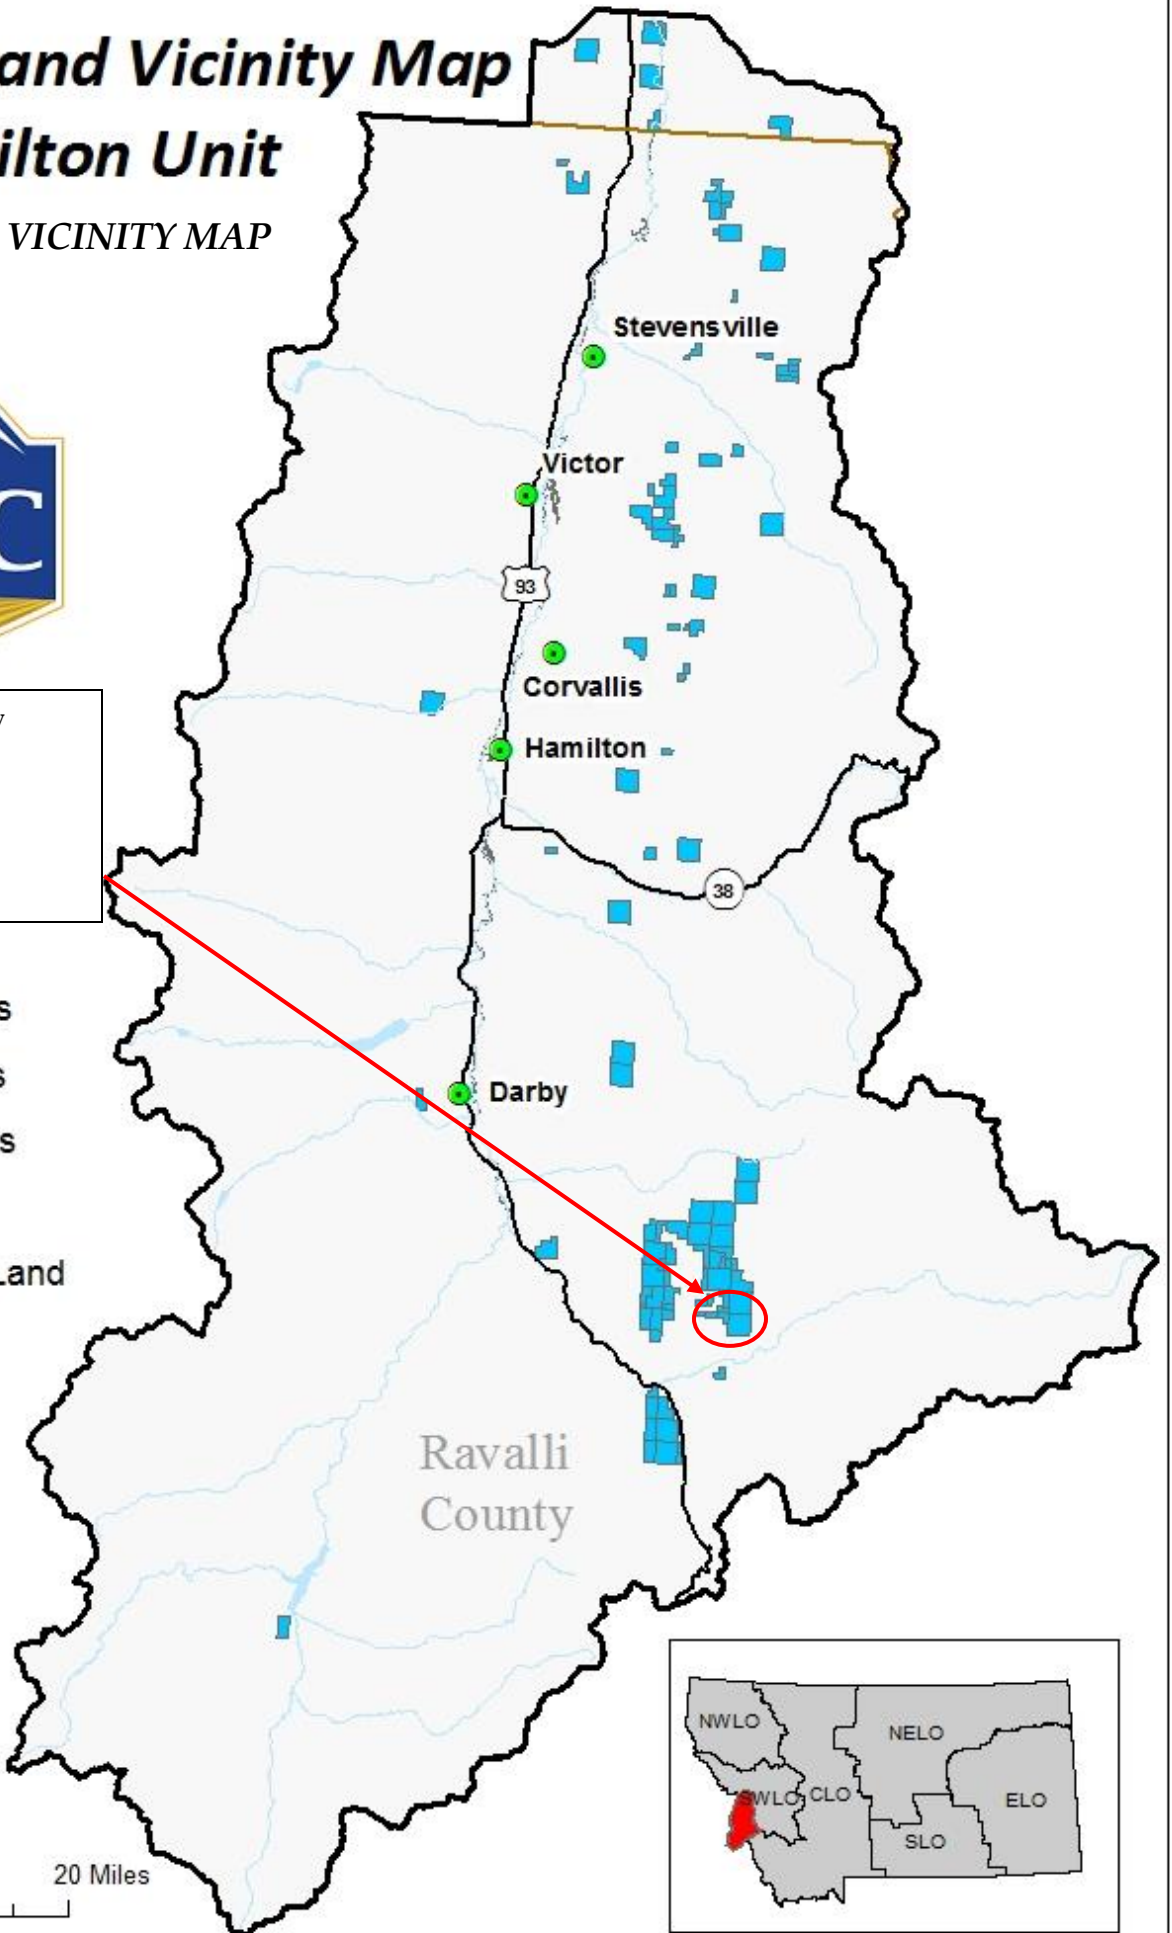 and Vicinity Map
ilton Unit
VICINITY MAP
Stevensville
Victor
C
93
Corvallis
Hamilton
38
s
s
Darby
s
Land
Ravalli
County
NWLO
NELO
SWLO
CLO
ELO
SLO
20 Miles